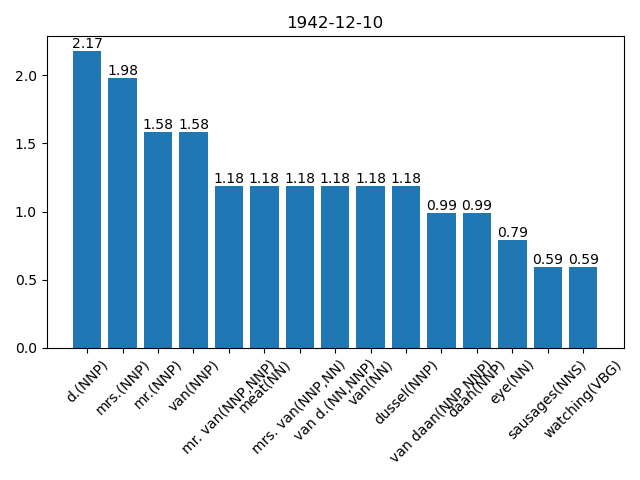 1942-12-10
2.17
1.98
1.58
1.58
1.18
1.18
1.18
1.18
1.18
1.18
0.99
0.99
0.79
0.59
0.59
2.0
1.5
1.0
0.5
0.0
d.(NNP)
mrs.(NNP)
mr.(NNP)
van(NNP)
mr. van(NNP,NNP)
meat(NN)
mrs. van(NNP,NN)
van d.(NN,NNP)
van(NN)
dussel(NNP)
van daan(NNP,NNP)
daan(NNP)
eye(NN)
sausages(NNS)
watching(VBG)